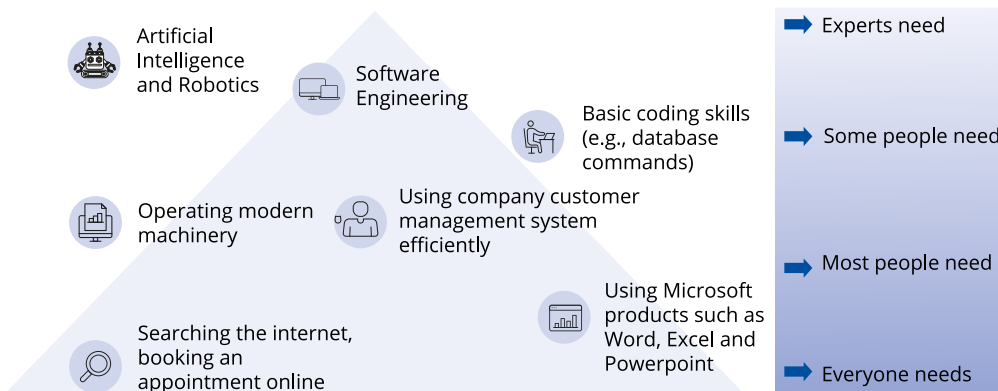 Artificial
Intelligence
and Robotics
Software
Engineering
Basic coding skills
(e.g., database
commands)
Operating modern
machinery
Using company customer
management system
efficiently
Using Microsoft
products such as
Word, Excel and
Powerpoint
Searching the internet,
booking an
appointment online
Experts need
Some people need
Most people need
Everyone needs